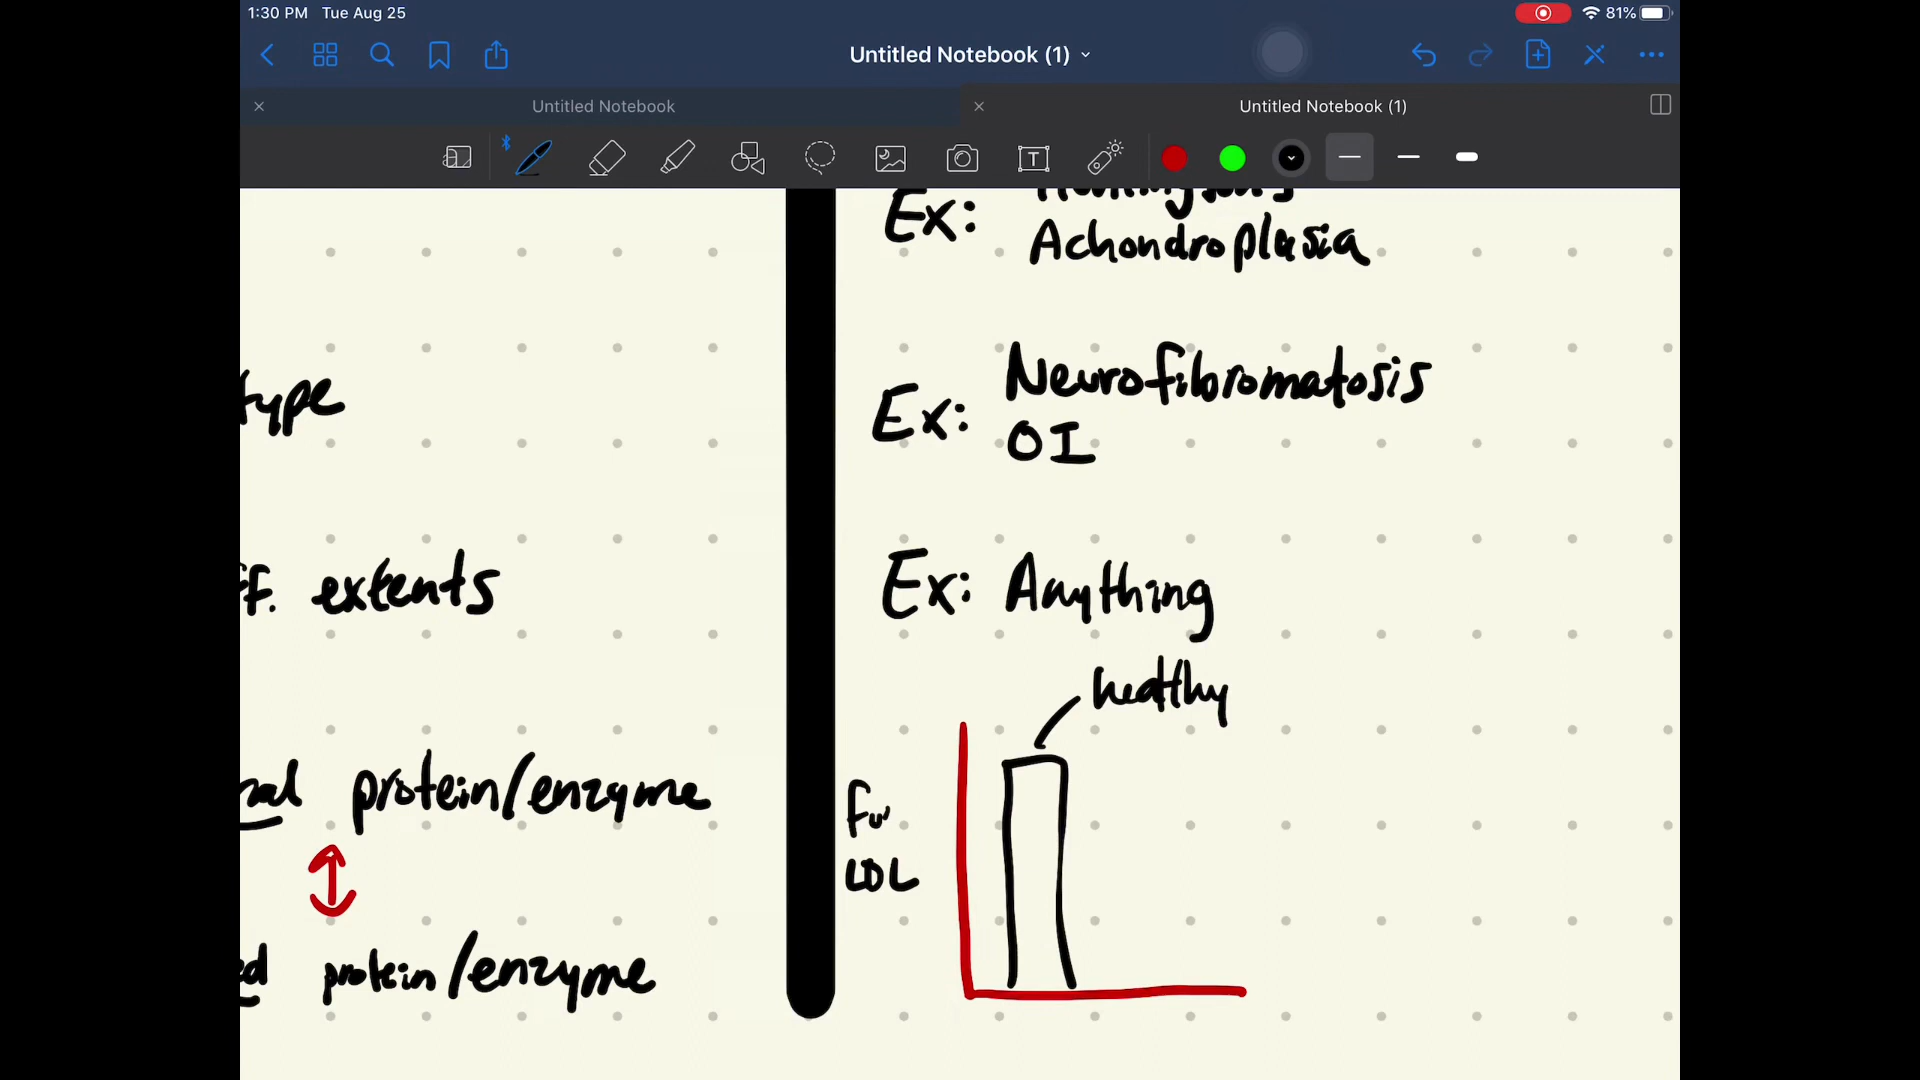 1:30 PM Tue Aug 25
81%
Untitled Notebook (1)
Untitled Notebook
Untitled Notebook (1)
T
Ex:
Achondroplasia
type
Ex: Neurofibromatosis
OI
ff. extents
Ex: Anything
healthy
protein/enzyme
LDL
protein/enzyme